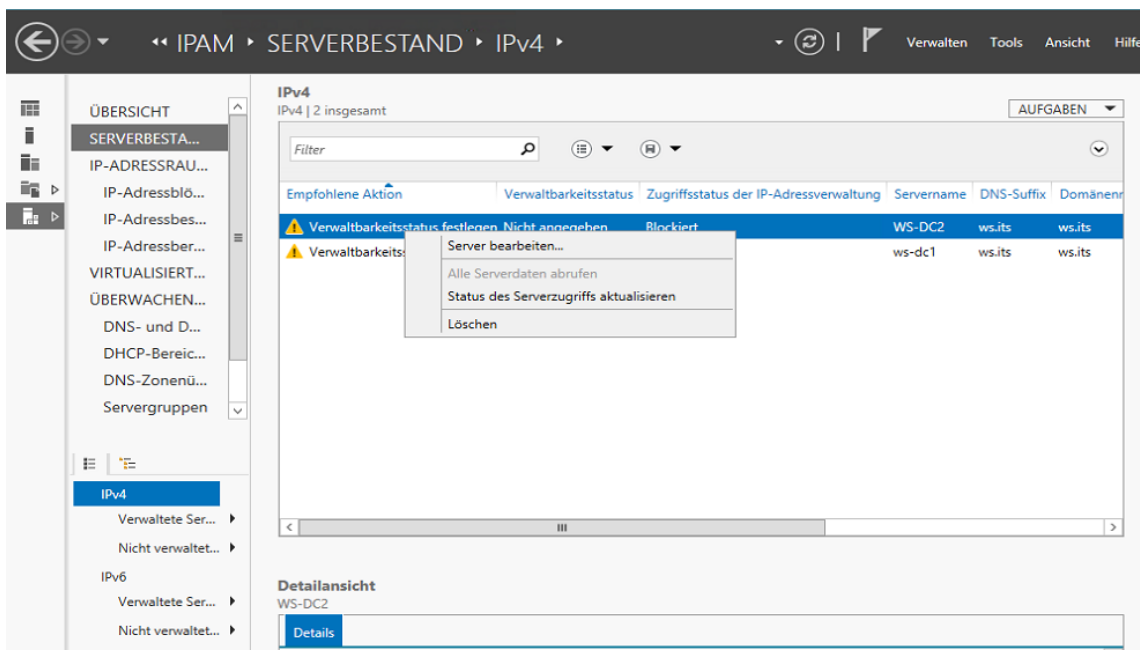 IPAM SERVERBESTAND IPv4
Verwalten Tools Ansicht Hilfe
ÜBERSICHT
SERVERBESTA...
IP-ADRESSRAU...
IP-Adressblö...
IP-Adressbes...
IP-Adressber...
VIRTUALISIERT...
ÜBERWACHEN...
DNS- und D...
DHCP-Bereic...
DNS-Zonenü...
Servergruppen
IPv4
Verwaltete Ser...
Nicht verwaltet...
IPv6
Verwaltete Ser...
Nicht verwaltet...
IPv4
IPv4 | 2 insgesamt
AUFGABEN
Filter
Empfohlene Aktion Verwaltbarkeitsstatus Zugriffsstatus der IP-Adressverwaltung Servername DNS-Suffix Domänenn
Verwaltbarkeitsstatus festlegen Nicht angegeben Blockiert WS-DC2 ws.its ws.its
Verwaltbarkeits ws-dc1 ws.its ws.its
Server bearbeiten...
Alle Serverdaten abrufen
Status des Serverzugriffs aktualisieren
Löschen
Detailansicht
WS-DC2
Details